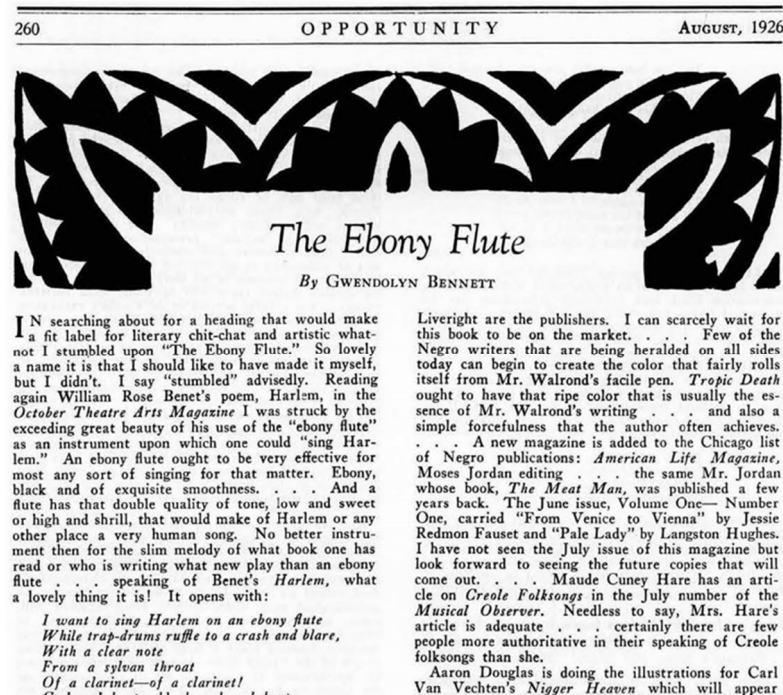 260
OPPORTUNITY
AUGUST, 1926
The Ebony Flute
By GWENDOLYN BENNETT
IN searching about for a heading that would make
a fit label for literary chit-chat and artistic what-
not I stumbled upon "The Ebony Flute." So lovely
a name it is that I should like to have made it myself,
but I didn't. I say "stumbled" advisedly. Reading
again William Rose Benet's poem, Harlem, in the
October Theatre Arts Magazine I was struck by the
exceeding great beauty of his use of the "ebony flute"
as an instrument upon which one could "sing Har-
lem." An ebony flute ought to be very effective for
most any sort of singing for that matter. Ebony,
black and of exquisite smoothness. . . . And a
flute has that double quality of tone, low and sweet
or high and shrill, that would make of Harlem or any
other place a very human song. No better instru-
ment then for the slim melody of what book one has
read or who is writing what new play than an ebony
flute . . . speaking of Benet's Harlem, what
a lovely thing it is! It opens with:
I want to sing Harlem on an ebony flute
While trap-drums ruffle to a crash and blare,
With a clear note
From a sylvan throat
Of a clarinet—of a clarinet!
Liveright are the publishers. I can scarcely wait for
this book to be on the market. . . . Few of the
Negro writers that are being heralded on all sides
today can begin to create the color that fairly rolls
itself from Mr. Walrond's facile pen. Tropic Death
ought to have that ripe color that is usually the es-
sence of Mr. Walrond's writing . . . and also a
simple forcefulness that the author often achieves.
. . . . A new magazine is added to the Chicago list
of Negro publications: American Life Magazine,
Moses Jordan editing . . . the same Mr. Jordan
whose book, The Meat Man, was published a few
years back. The June issue, Volume One— Number
One, carried "From Venice to Vienna" by Jessie
Redmon Fauset and "Pale Lady" by Langston Hughes.
I have not seen the July issue of this magazine but
look forward to seeing the future copies that will
come out. . . . Maude Cuney Hare has an arti-
cle on Creole Folksongs in the July number of the
Musical Observer. Needless to say, Mrs. Hare's
article is adequate . . . certainly there are few
people more authoritative in their speaking of Creole
folksongs than she.
Aaron Douglas is doing the illustrations for Carl
Van Vechten's Nigger Heaven which will appear